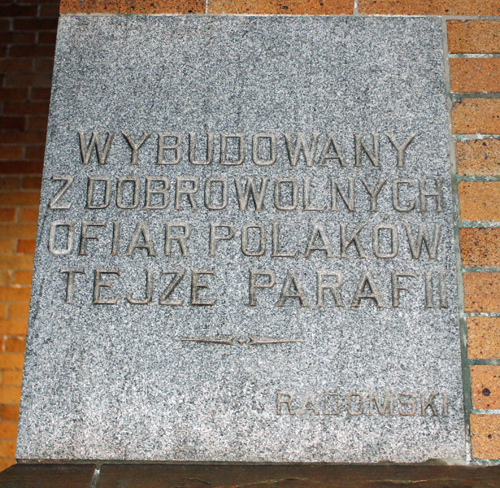 WYBUDOWANY
Z DOBROWOLNYCH
OFIAR POLAKÓW
TEJZE PARAFII
RADOMSKI